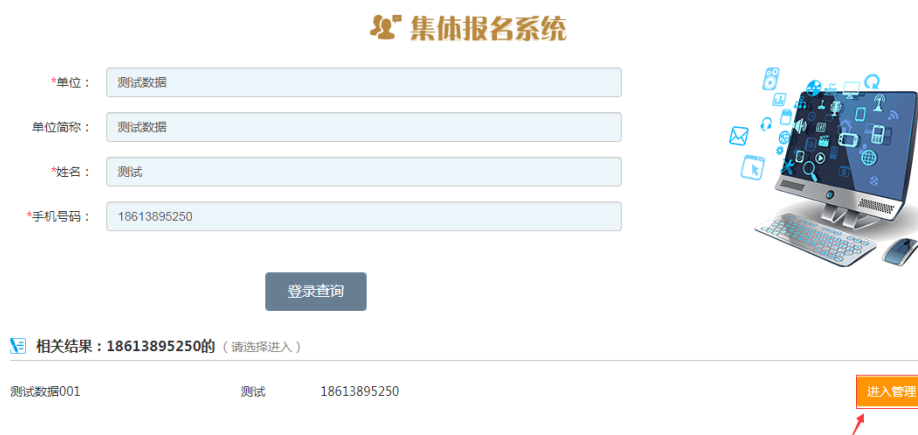 集体报名系统
*单位： 测试数据
单位简称： 测试数据
*姓名： 测试
*手机号码： 18613895250
登录查询
相关结果：18613895250的（请选择进入）
测试数据001 测试 18613895250 进入管理